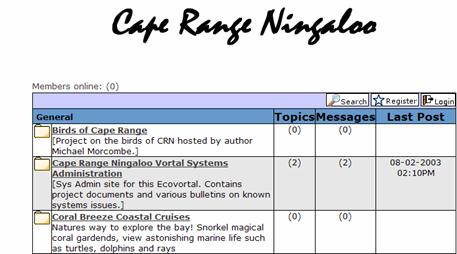 Cape Range Ningaloo
Members online: (0)
Search Register Login
General Topics Messages Last Post
Birds of Cape Range (0) (0)
[Project on the birds of CRN hosted by author
Michael Morcombe.]
Cape Range Ningaloo Vortal Systems (2) (2) 08-02-2003
Administration 02:10PM
[Sys Admin site for this Ecovortal. Contains
project documents and various bulletins on known
systems issues.]
Coral Breeze Coastal Cruises (0) (0)
Natures way to explore the bay! Snorkel magical
coral gardends, view astonishing marine life such
as turtles, dolphins and rays